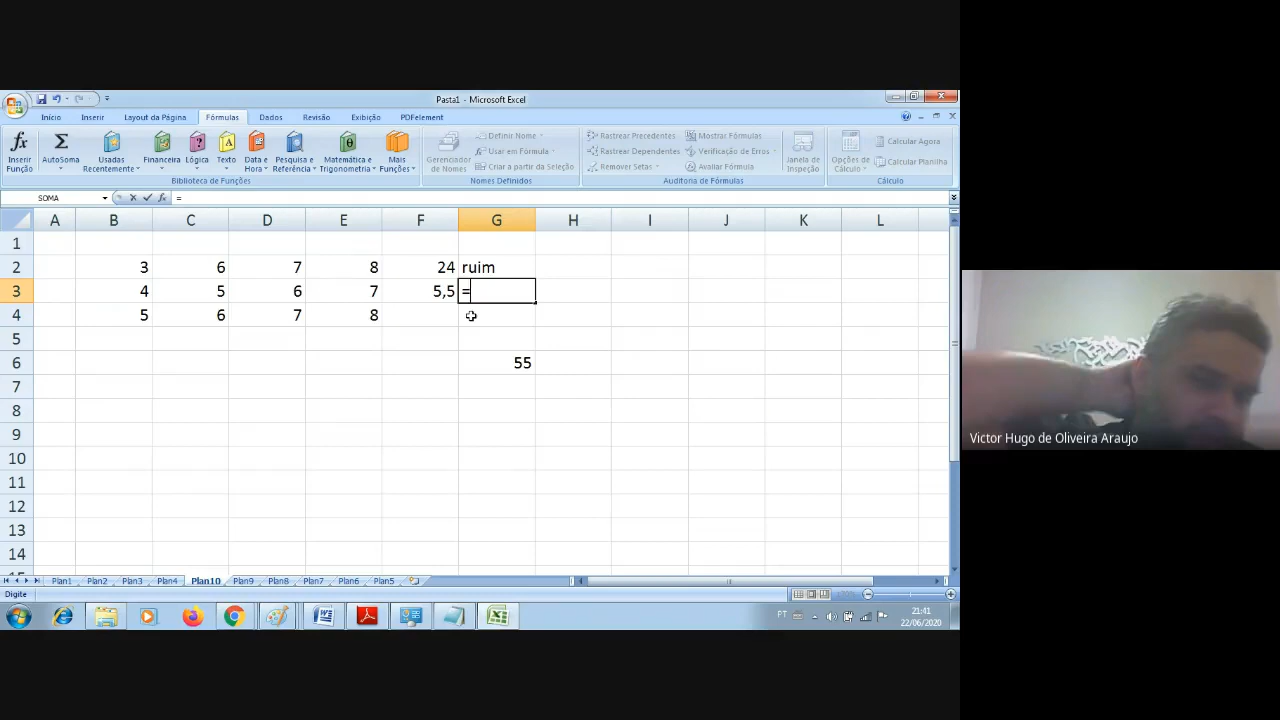 Pasta1 - Microsoft Excel
Início Inserir Layout da Página Fórmulas Dados Revisão Exibição PDFelement
fx Σ A θ
Inserir Função
AutoSoma
Usadas Recentemente
Financeira
Lógica
Texto
Data e Hora
Pesquisa e Referência
Matemática e Trigonometria
Mais Funções
Biblioteca de Funções
Gerenciador de Nomes
Definir Nome
Usar em Fórmula
Criar a partir da Seleção
Nomes Definidos
Rastrear Precedentes
Rastrear Dependentes
Remover Setas
Mostrar Fórmulas
Verificação de Erros
Avaliar Fórmula
Auditoria de Fórmulas
Janela de Inspeção
Opções de Cálculo
Calcular Agora
Calcular Planilha
Cálculo
SOMA fx =
A B C D E F G H I J K L
1
2 3 6 7 8 24 ruim
3 4 5 6 7 5,5 =
4 5 6 7 8
5
6 55
7
8
9
10
11
12
13
14
Plan1 Plan2 Plan3 Plan4 Plan10 Plan9 Plan8 Plan7 Plan6 Plan5
Digite
PT
21:41
22/06/2020
Victor Hugo de Oliveira Araujo